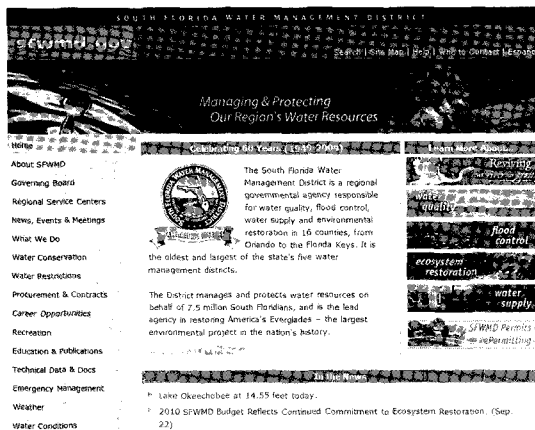 SOUTH FLORIDA WATER MANAGEMENT DISTRICT
sfwmd.gov
Search | Site Map | Help | Who to Contact | Español
Managing & Protecting
Our Region's Water Resources
Home
About SFWMD
Governing Board
Regional Service Centers
News, Events & Meetings
What We Do
Water Conservation
Water Restrictions
Procurement & Contracts
Career Opportunities
Recreation
Education & Publications
Technical Data & Docs
Emergency Management
Weather
Water Conditions
Celebrating 60 Years (1949-2009)
The South Florida Water
Management District is a regional
governmental agency responsible
for water quality, flood control,
water supply and environmental
restoration in 16 counties, from
Orlando to the Florida Keys. It is
the oldest and largest of the state's five water
management districts.
The District manages and protects water resources on
behalf of 7.5 million South Floridians, and is the lead
agency in restoring America's Everglades – the largest
environmental project in the nation's history.
In the News
Lake Okeechobee at 14.55 feet today.
2010 SFWMD Budget Reflects Continued Commitment to Ecosystem Restoration. (Sep.
22)
Learn More About...
Reviving
water
quality
flood
control
ecosystem
restoration
water
supply
SFWMD Permits
ePermitting